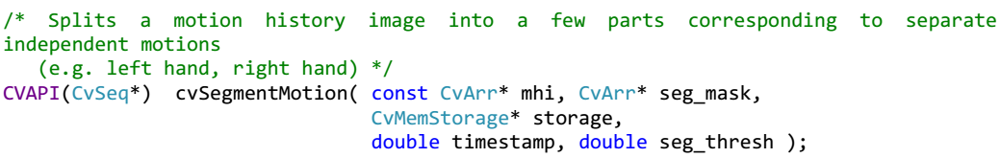 /* Splits a motion history image into a few parts corresponding to separate
independent motions
   (e.g. left hand, right hand) */
CVAPI(CvSeq*)  cvSegmentMotion( const CvArr* mhi, CvArr* seg_mask,
                                CvMemStorage* storage,
                                double timestamp, double seg_thresh );